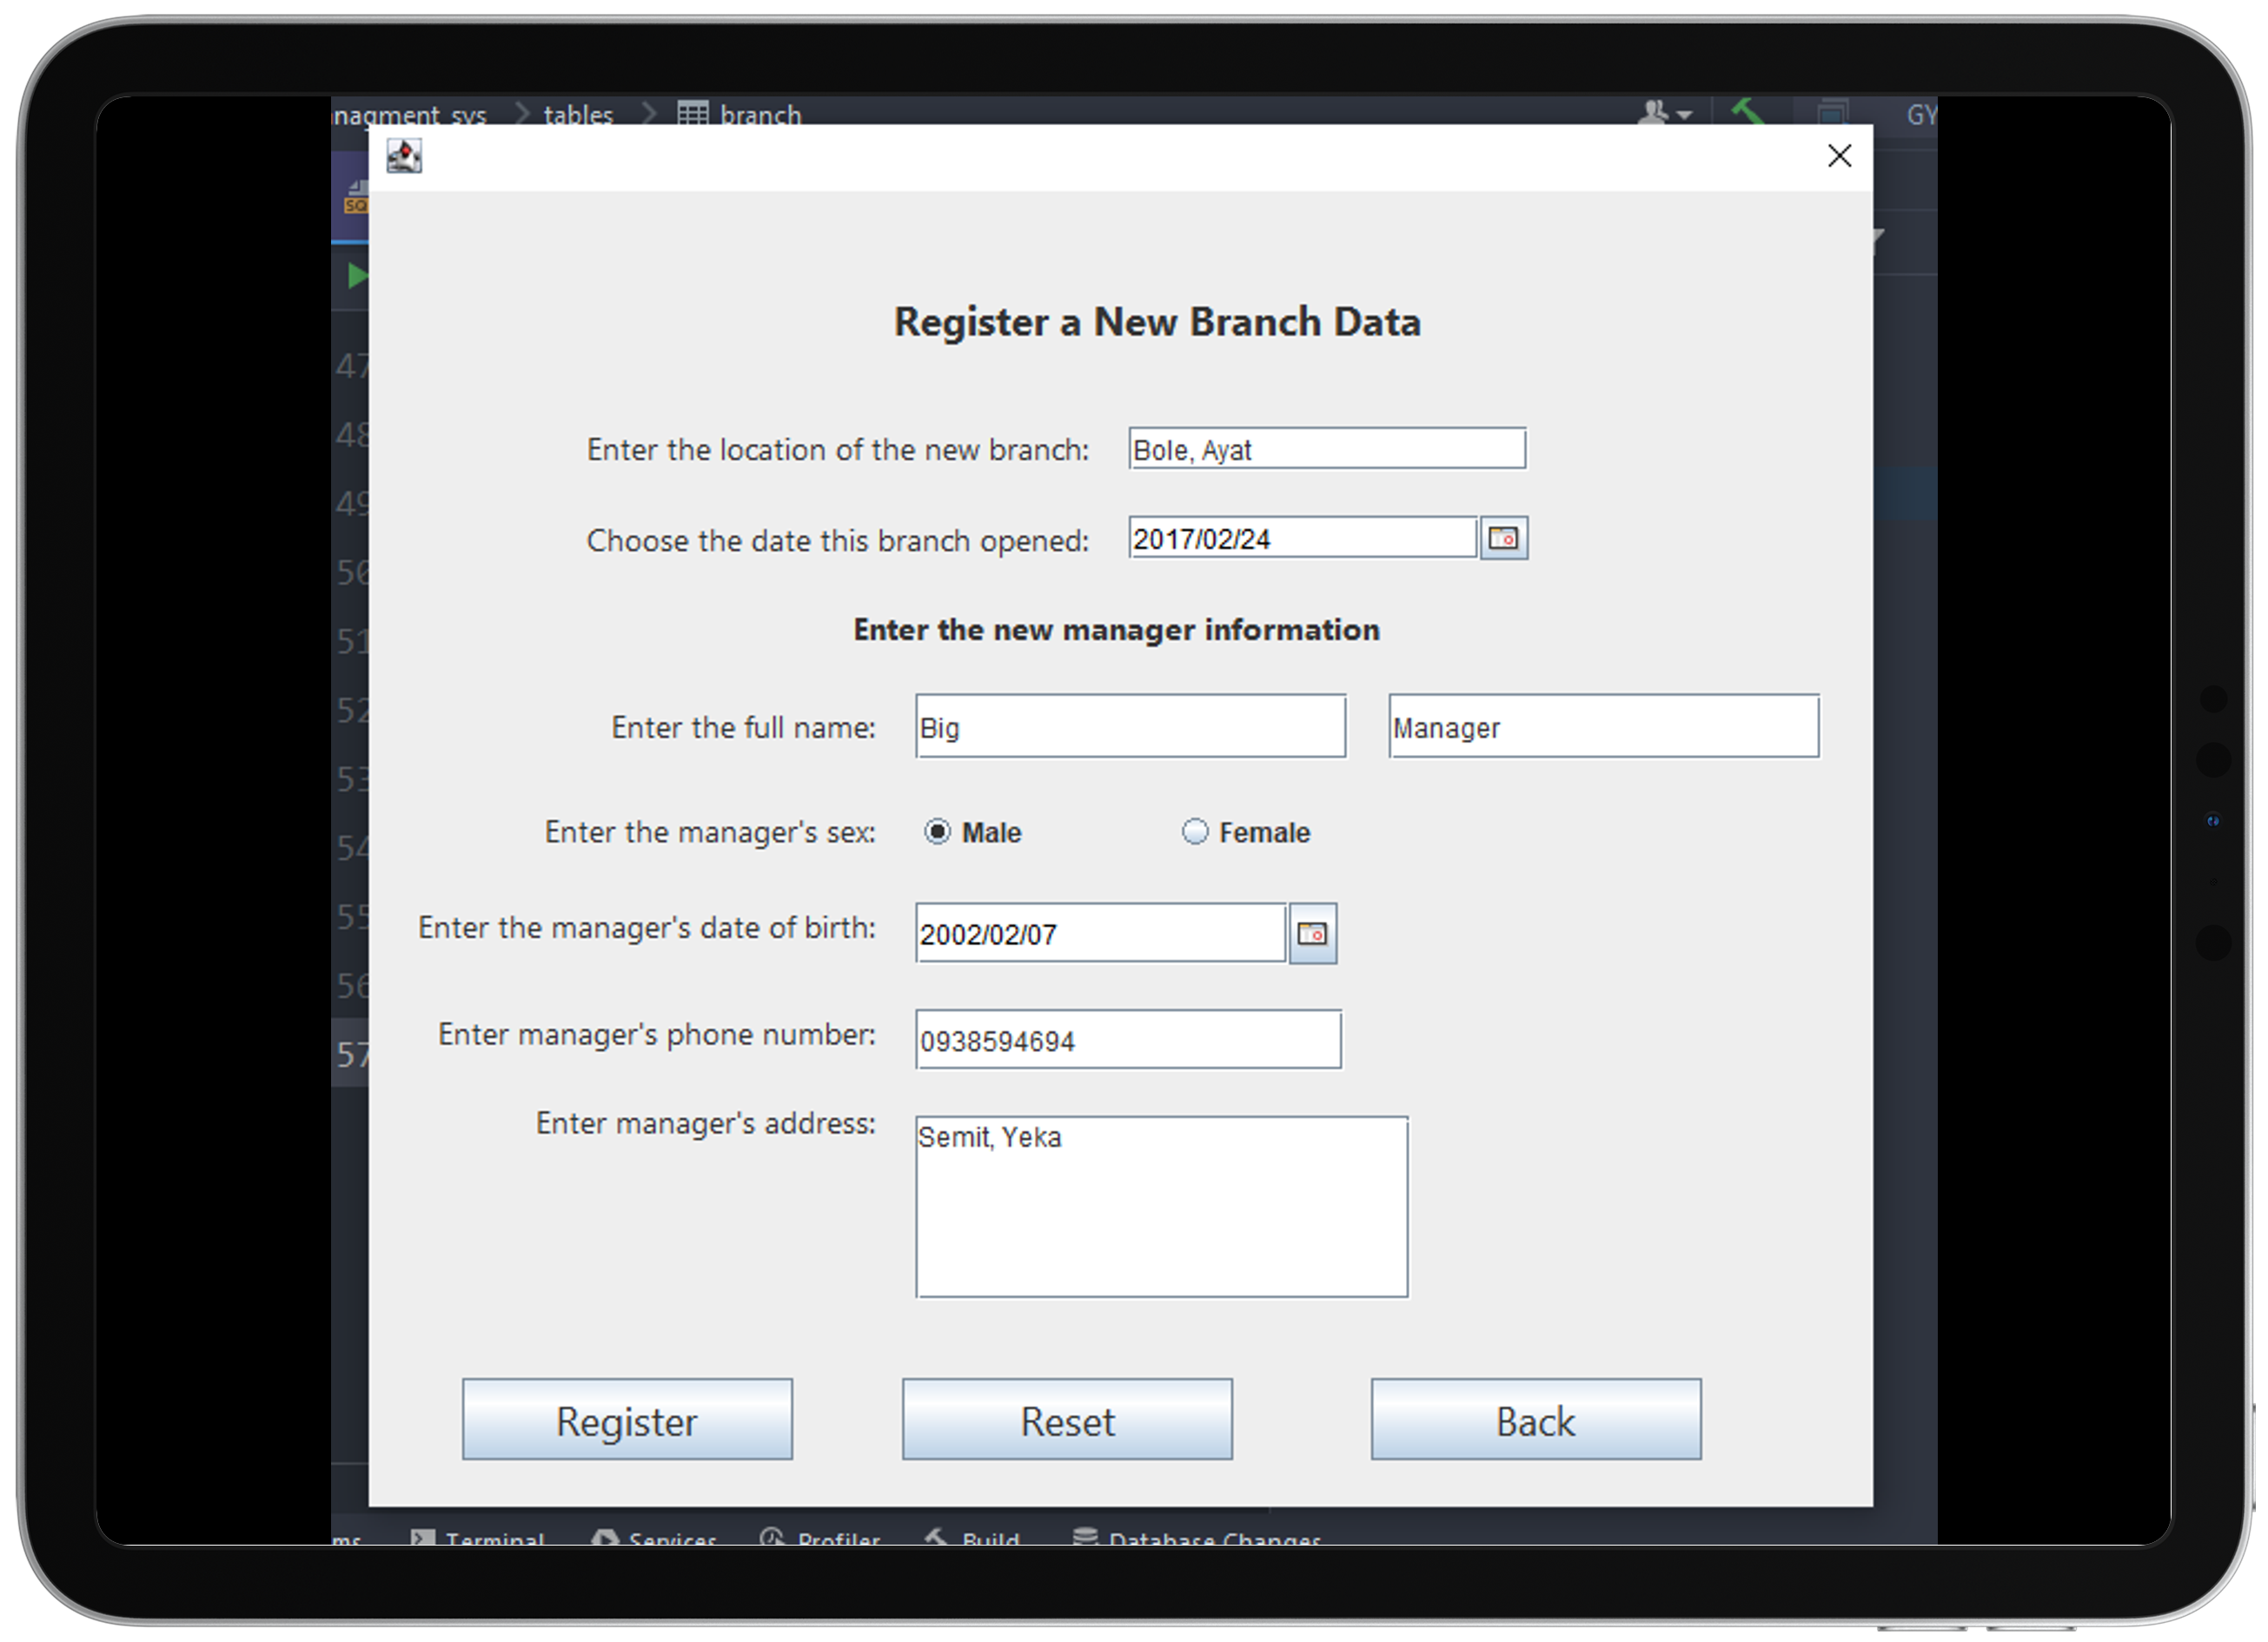 nagment_sys > tables > branch GY
SQ
Register a New Branch Data
47
48
49
50
51
52
53
54
55
56
57
Enter the location of the new branch: Bole, Ayat
Choose the date this branch opened: 2017/02/24
Enter the new manager information
Enter the full name: Big Manager
Enter the manager's sex: Male Female
Enter the manager's date of birth: 2002/02/07
Enter manager's phone number: 0938594694
Enter manager's address: Semit, Yeka
Register Reset Back
ms Terminal Services Profiler Build Database Changes